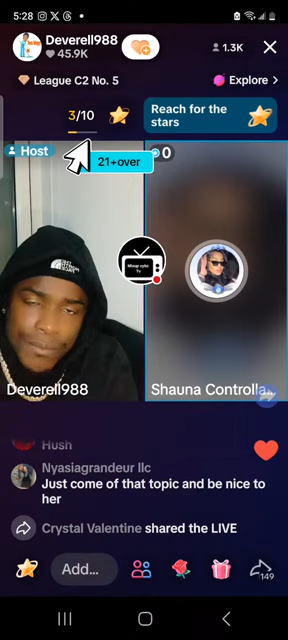 5:28
Deverell988
45.9K
1.3K
League C2 No. 5
Explore >
3/10
Reach for the stars
Host
21+over
0
Tv
Deverell988
Shauna Controlla...
Hush
Nyasiagrandeur llc
Just come of that topic and be nice to
her
Crystal Valentine shared the LIVE
Add...
149